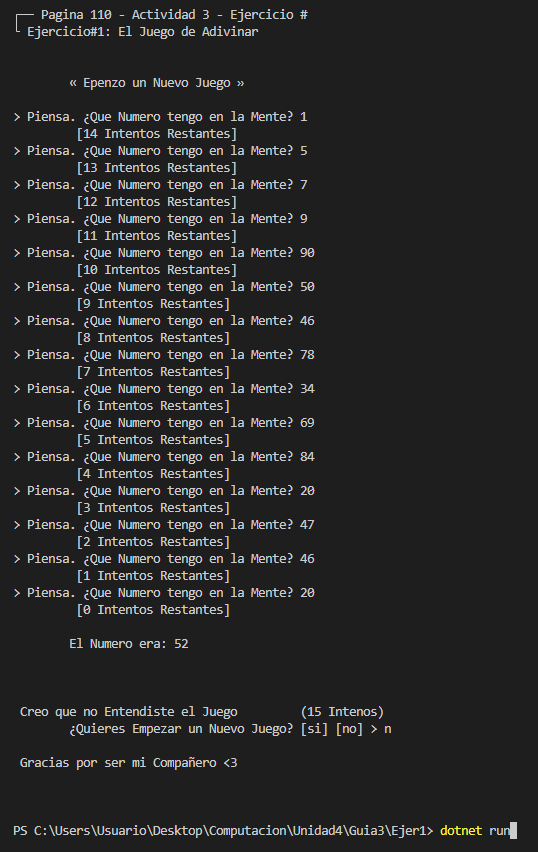 Pagina 110 - Actividad 3 - Ejercicio #
Ejercicio#1: El Juego de Adivinar
« Epenzo un Nuevo Juego »
> Piensa. ¿Que Numero tengo en la Mente? 1
[14 Intentos Restantes]
> Piensa. ¿Que Numero tengo en la Mente? 5
[13 Intentos Restantes]
> Piensa. ¿Que Numero tengo en la Mente? 7
[12 Intentos Restantes]
> Piensa. ¿Que Numero tengo en la Mente? 9
[11 Intentos Restantes]
> Piensa. ¿Que Numero tengo en la Mente? 90
[10 Intentos Restantes]
> Piensa. ¿Que Numero tengo en la Mente? 50
[9 Intentos Restantes]
> Piensa. ¿Que Numero tengo en la Mente? 46
[8 Intentos Restantes]
> Piensa. ¿Que Numero tengo en la Mente? 78
[7 Intentos Restantes]
> Piensa. ¿Que Numero tengo en la Mente? 34
[6 Intentos Restantes]
> Piensa. ¿Que Numero tengo en la Mente? 69
[5 Intentos Restantes]
> Piensa. ¿Que Numero tengo en la Mente? 84
[4 Intentos Restantes]
> Piensa. ¿Que Numero tengo en la Mente? 20
[3 Intentos Restantes]
> Piensa. ¿Que Numero tengo en la Mente? 47
[2 Intentos Restantes]
> Piensa. ¿Que Numero tengo en la Mente? 46
[1 Intentos Restantes]
> Piensa. ¿Que Numero tengo en la Mente? 20
[0 Intentos Restantes]
El Numero era: 52
Creo que no Entendiste el Juego (15 Intenos)
¿Quieres Empezar un Nuevo Juego? [si] [no] > n
Gracias por ser mi Compañero <3
PS C:\Users\Usuario\Desktop\Computacion\Unidad4\Guia3\Ejer1> dotnet run